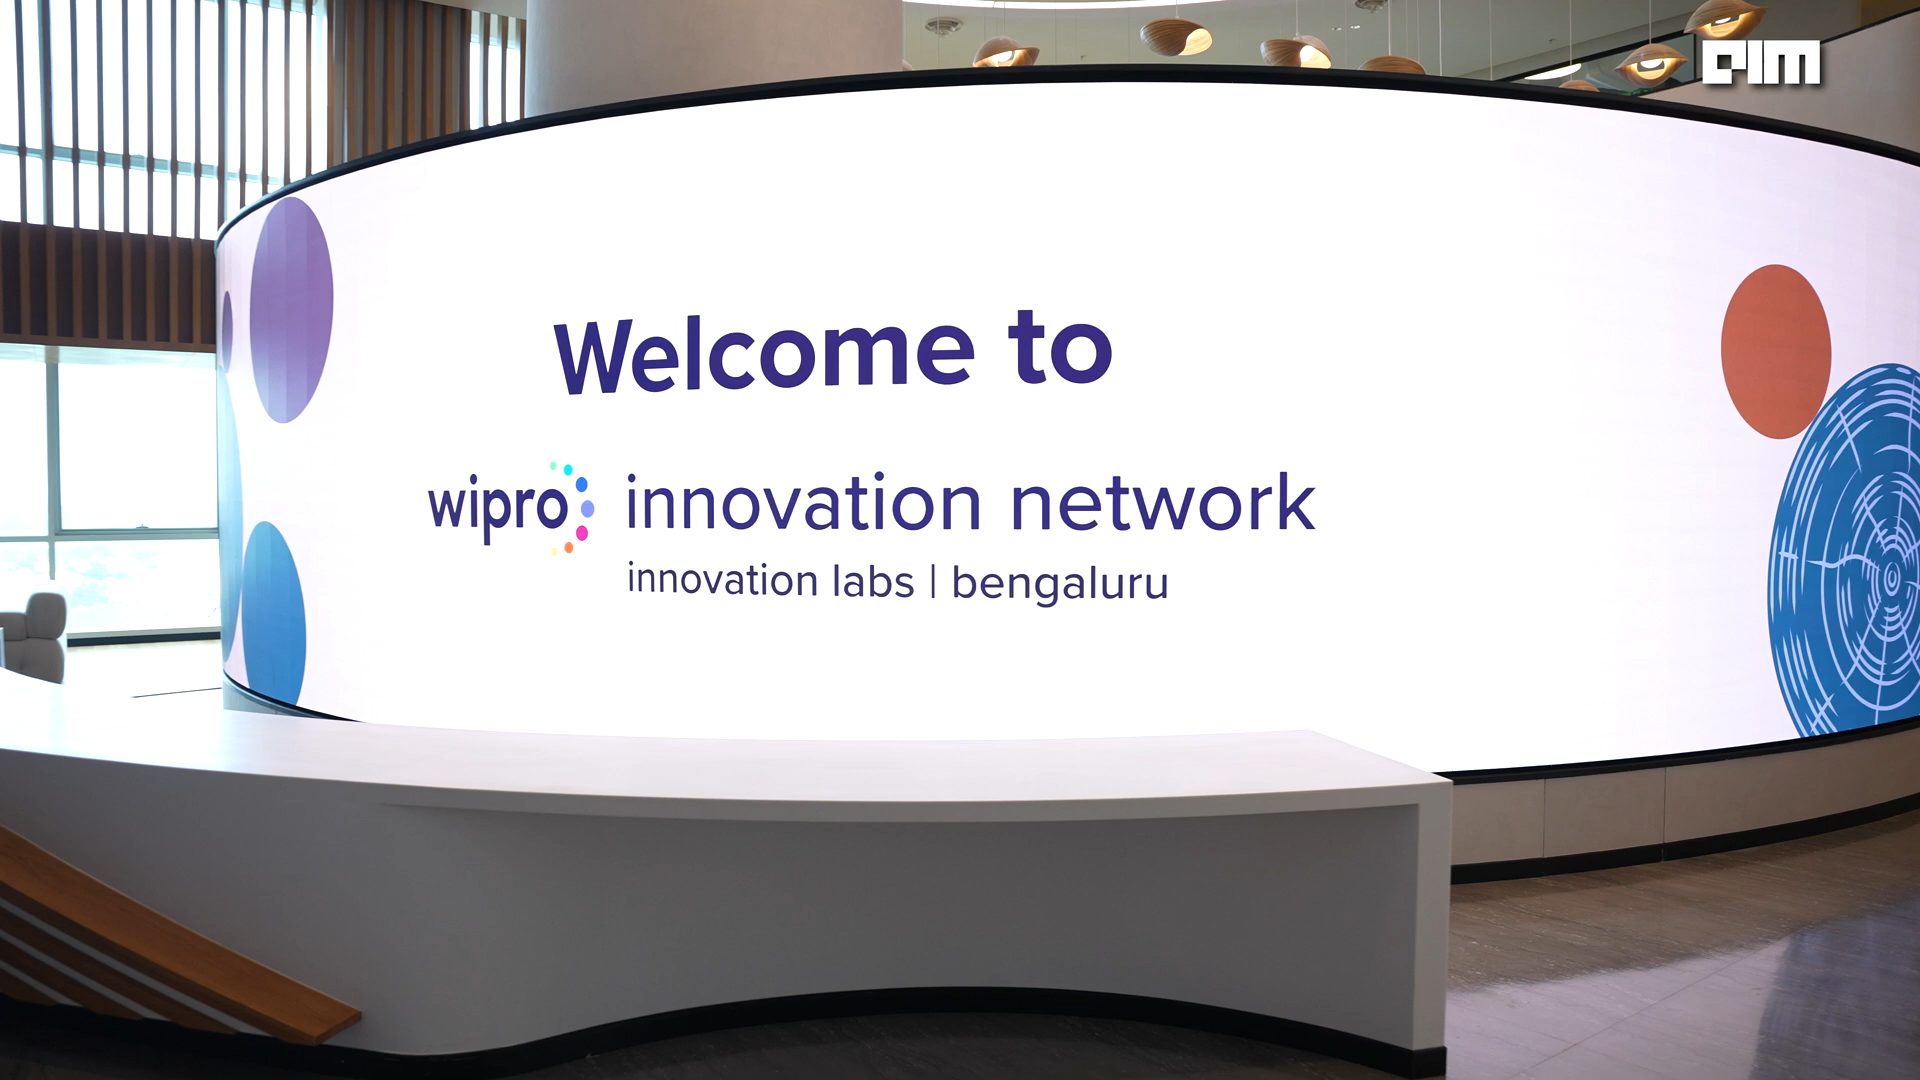 AIM
Welcome to
wipro innovation network
innovation labs | bengaluru